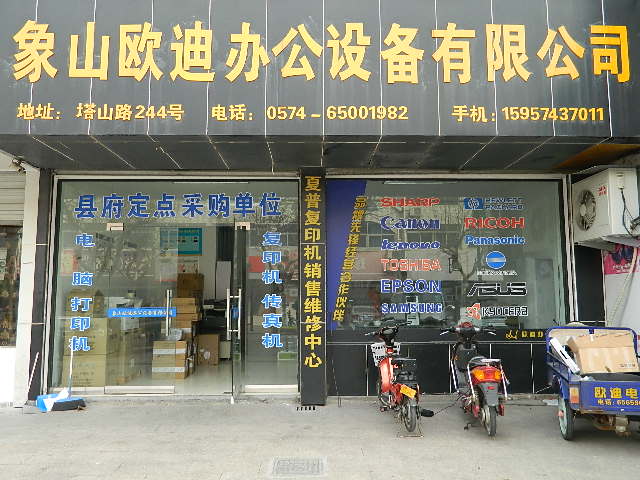 象山欧迪办公设备有限公司
地址：塔山路244号 电话：0574-65001982 手机：15957437011
县府定点采购单位
电脑打印机
复印机传真机
夏普复印机销售维修中心
SHARP
Canon
lenovo
TOSHIBA
EPSON
SAMSUNG
HEWLETT PACKARD
RICOH
Panasonic
ASUS
KYOCERA
欧迪电